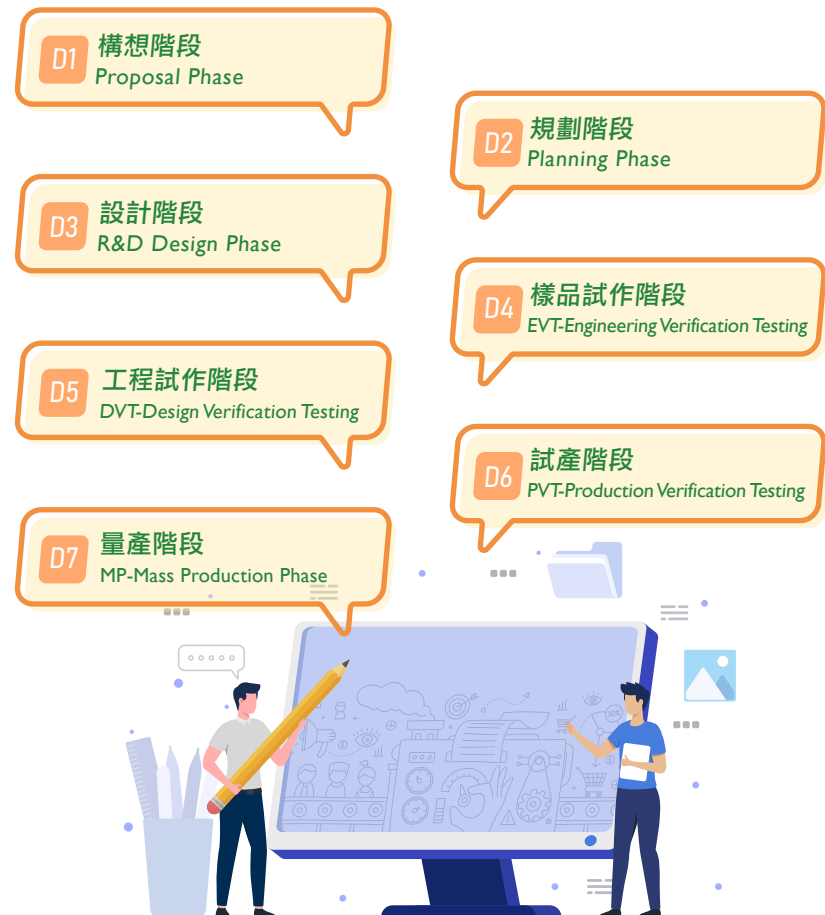 D1
構想階段
Proposal Phase
D2
規劃階段
Planning Phase
D3
設計階段
R&D Design Phase
D4
樣品試作階段
EVT-Engineering Verification Testing
D5
工程試作階段
DVT-Design Verification Testing
D6
試產階段
PVT-Production Verification Testing
D7
量產階段
MP-Mass Production Phase
30%